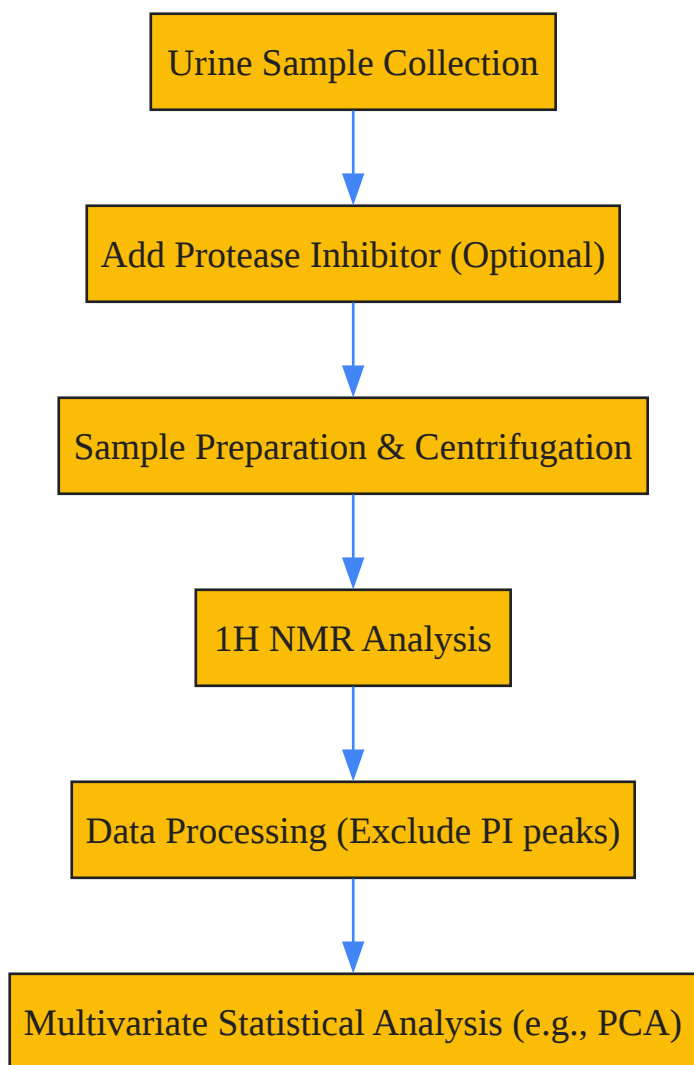 Urine Sample Collection
Add Protease Inhibitor (Optional)
Sample Preparation & Centrifugation
1H NMR Analysis
Data Processing (Exclude PI peaks)
Multivariate Statistical Analysis (e.g., PCA)